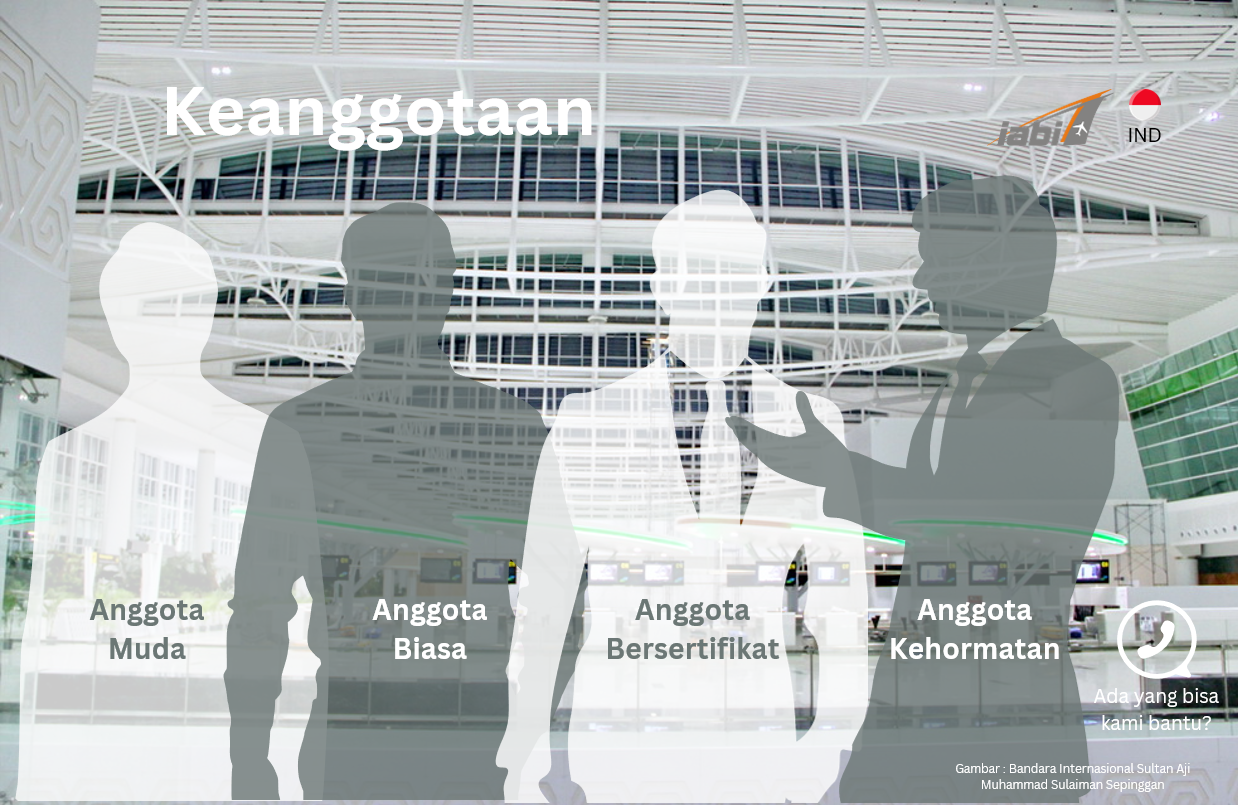 Keanggotaan
iabi
IND
Anggota
Muda
Anggota
Biasa
Anggota
Bersertifikat
Anggota
Kehormatan
Ada yang bisa
kami bantu?
Gambar : Bandara Internasional Sultan Aji
Muhammad Sulaiman Sepinggan